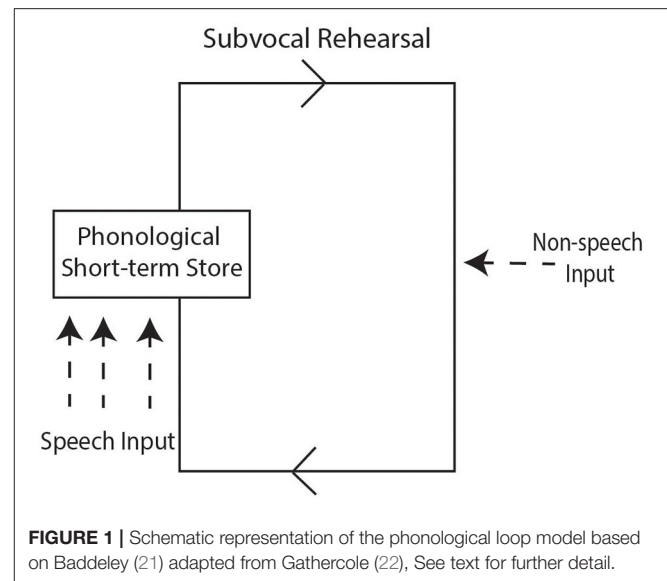 Subvocal Rehearsal
Phonological
Short-term Store
Non-speech
Input
Speech Input
FIGURE 1 | Schematic representation of the phonological loop model based
on Baddeley (21) adapted from Gathercole (22), See text for further detail.